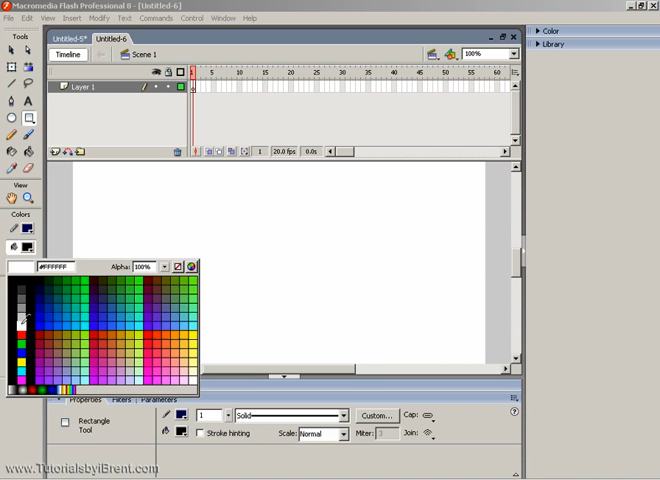 Macromedia Flash Professional 8 - [Untitled-6]
File Edit View Insert Modify Text Commands Control Window Help
Tools
Untitled-5* Untitled-6
Timeline Scene 1 100%
Color
Library
1 5 10 15 20 25 30 35 40 45 50 55 60
Layer 1
1 20.0 fps 0.0s
View
Colors
#FFFFFF Alpha: 100%
Properties Filters Parameters
Rectangle
Tool
1 Solid Custom... Cap:
Stroke hinting Scale: Normal Miter: 3 Join:
www.TutorialsbyiBrent.com